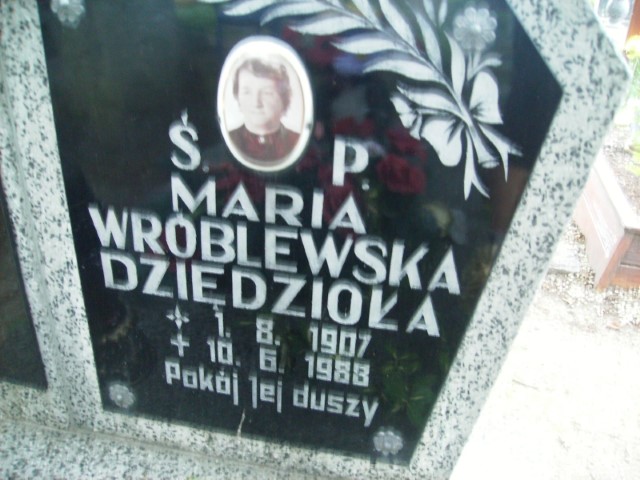 Ś. P.
MARIA
WRÓBLEWSKA
DZIĘDZIOŁA
1. 8. 1907
10. 6. 1988
Pokój jej duszy